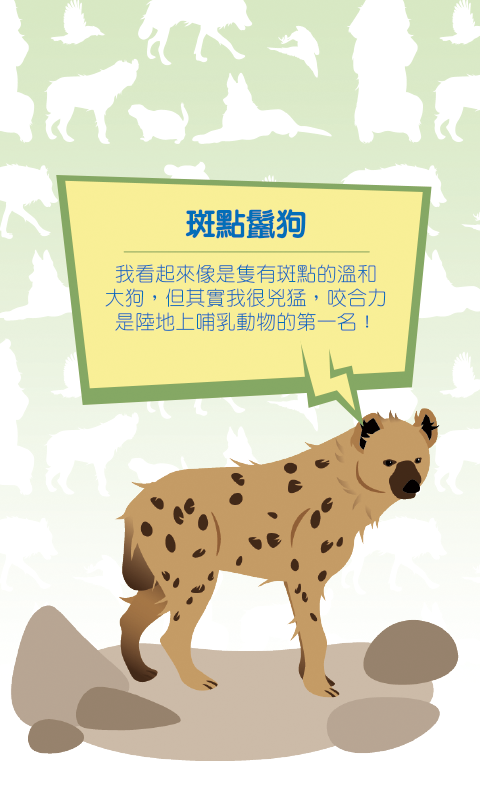 斑點鬣狗
我看起來像是隻有斑點的溫和
大狗，但其實我很兇猛，咬合力
是陸地上哺乳動物的第一名！